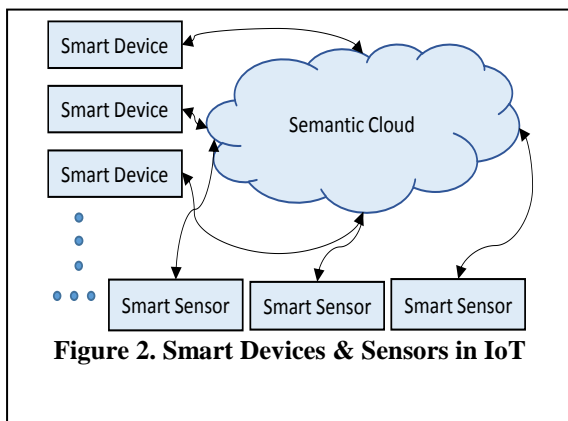 Smart Device
Smart Device
Semantic Cloud
Smart Device
Smart Sensor
Smart Sensor
Smart Sensor
Figure 2. Smart Devices & Sensors in IoT